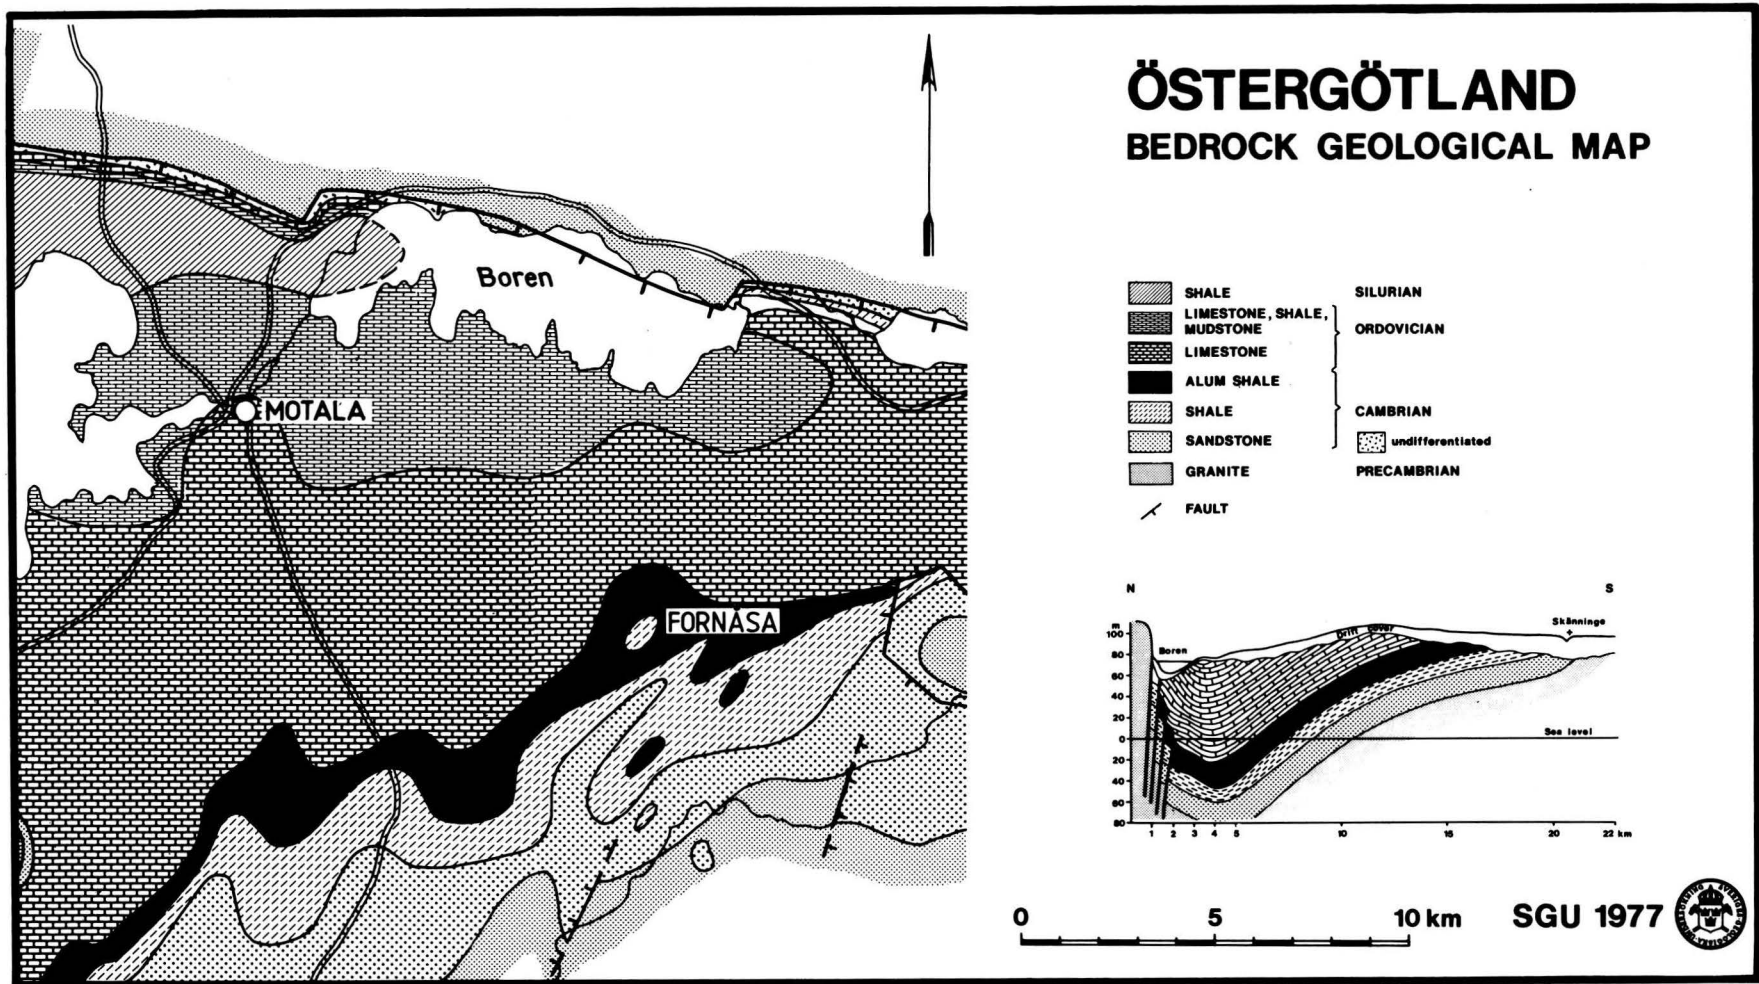 ÖSTERGÖTLAND
BEDROCK GEOLOGICAL MAP
Boren
MOTALA
FORNÅSA
SHALE SILURIAN
LIMESTONE, SHALE,
MUDSTONE ORDOVICIAN
LIMESTONE
ALUM SHALE
SHALE CAMBRIAN
SANDSTONE undifferentiated
GRANITE PRECAMBRIAN
FAULT
N S
m
100
80
60
40
20
0
20
40
60
80
Boren
Drift cover
Skänninge
Sea level
1 2 3 4 5 10 15 20 22 km
0 5 10 km
SGU 1977